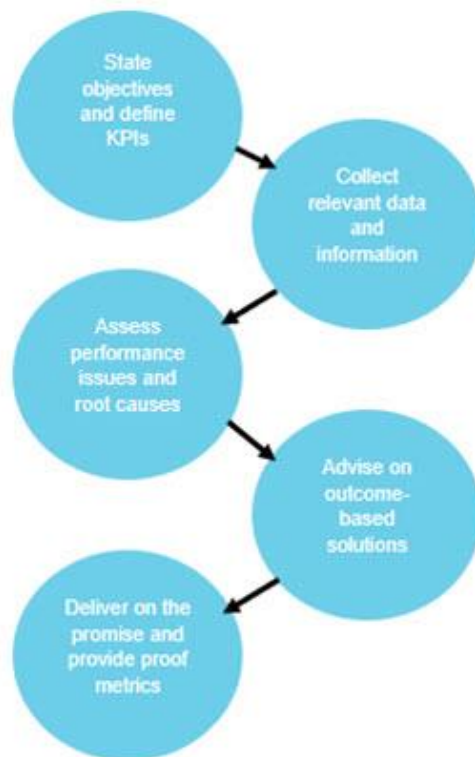 State
objectives
and define
KPIs
Collect
relevant data
and
information
Assess
performance
issues and
root causes
Advise on
outcome-
based
solutions
Deliver on the
promise and
provide proof
metrics